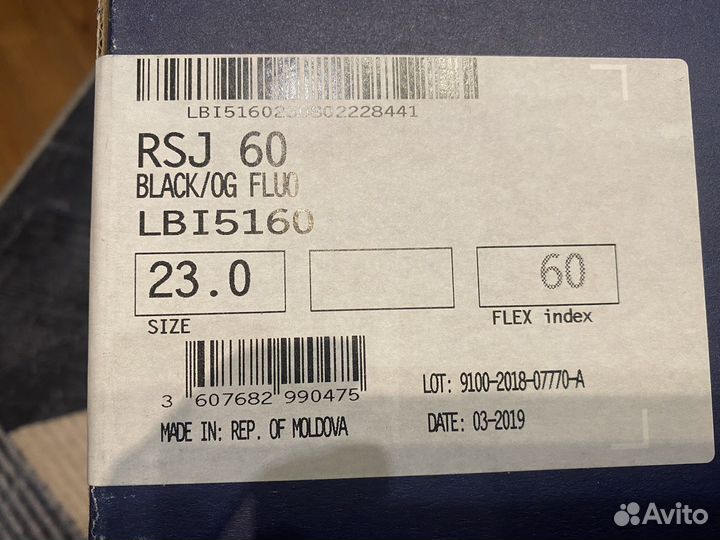 LBI5160230802228441
RSJ 60
BLACK/OG FLUO
LBI5160
23.0
60
SIZE
FLEX index
3 607682 990475
LOT: 9100-2018-07770-A
MADE IN: REP. OF MOLDOVA
DATE: 03-2019
Avito